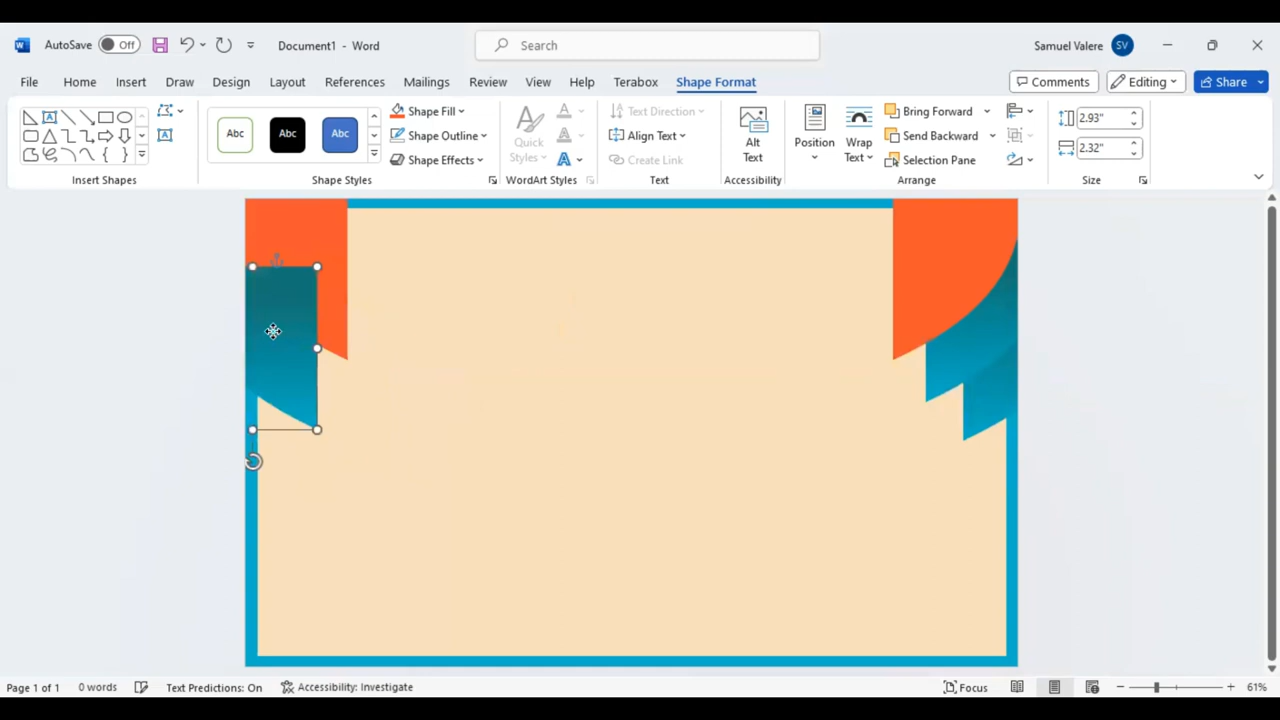 AutoSave Off Document1 - Word Search Samuel Valere SV
File Home Insert Draw Design Layout References Mailings Review View Help Terabox Shape Format Comments Editing Share
Abc Abc Abc
Shape Fill
Shape Outline
Shape Effects
Quick
Styles
Text Direction
Align Text
Create Link
Alt
Text
Position
Wrap
Text
Bring Forward
Send Backward
Selection Pane
2.93"
2.32"
Insert Shapes Shape Styles WordArt Styles Text Accessibility Arrange Size
Page 1 of 1 0 words Text Predictions: On Accessibility: Investigate Focus 61%